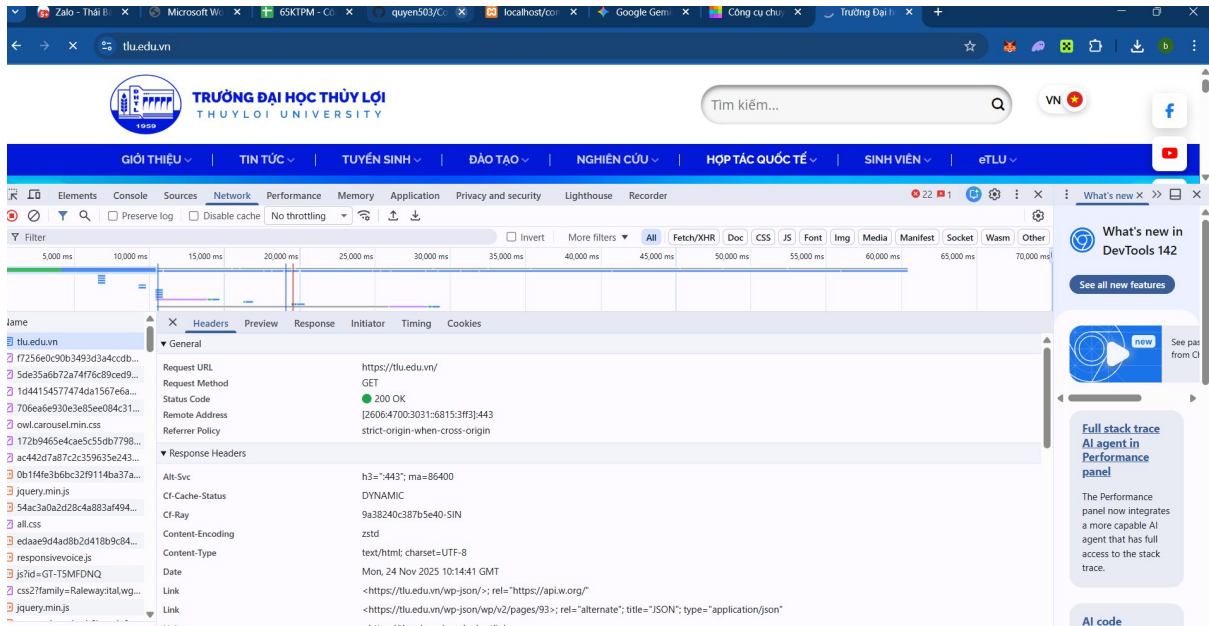 Zalo - Thái B
Microsoft Wo
65KTPM - Cô
quyen503/Co
localhost/con
Google Gemi
Công cụ chuy
Trường Đại h
tlu.edu.vn
b
1959
TRƯỜNG ĐẠI HỌC THỦY LỢI
THUYLOI UNIVERSITY
Tìm kiếm...
VN
GIỚI THIỆU
TIN TỨC
TUYỂN SINH
ĐÀO TẠO
NGHIÊN CỨU
HỢP TÁC QUỐC TẾ
SINH VIÊN
eTLU
Elements Console Sources Network Performance Memory Application Privacy and security Lighthouse Recorder
22 1
What's new
Preserve log Disable cache No throttling
Filter
Invert More filters All Fetch/XHR Doc CSS JS Font Img Media Manifest Socket Wasm Other
5,000 ms 10,000 ms 15,000 ms 20,000 ms 25,000 ms 30,000 ms 35,000 ms 40,000 ms 45,000 ms 50,000 ms 55,000 ms 60,000 ms 65,000 ms 70,000 ms
Name
tlu.edu.vn
f7256e0c90b3493d3a4ccdb...
5de35a6b72a74f76c89ced9...
1d44154577474da1567e6a...
706ea6e930e3e85ee084c31...
owl.carousel.min.css
172b9465e4cae5c55db7798...
ac442d7a87c2c359635e243...
0b1f4fe3b6bc32f9114ba37a...
jquery.min.js
54ac3a0a2d28c4a883af494...
all.css
edaae9d4ad8b2d418b9c84...
responsivevoice.js
js?id=GT-T5MFDNQ
css2?family=Raleway:ital,wg...
jquery.min.js
Headers Preview Response Initiator Timing Cookies
General
Request URL https://tlu.edu.vn/
Request Method GET
Status Code 200 OK
Remote Address [2606:4700:3031::6815:3ff3]:443
Referrer Policy strict-origin-when-cross-origin
Response Headers
Alt-Svc h3=":443"; ma=86400
Cf-Cache-Status DYNAMIC
Cf-Ray 9a38240c387b5e40-SIN
Content-Encoding zstd
Content-Type text/html; charset=UTF-8
Date Mon, 24 Nov 2025 10:14:41 GMT
Link <https://tlu.edu.vn/wp-json/>; rel="https://api.w.org/"
Link <https://tlu.edu.vn/wp-json/wp/v2/pages/93>; rel="alternate"; title="JSON"; type="application/json"
What's new in
DevTools 142
See all new features
new
See pas
from Ch
Full stack trace
AI agent in
Performance
panel
The Performance
panel now integrates
a more capable AI
agent that has full
access to the stack
trace.
AI code